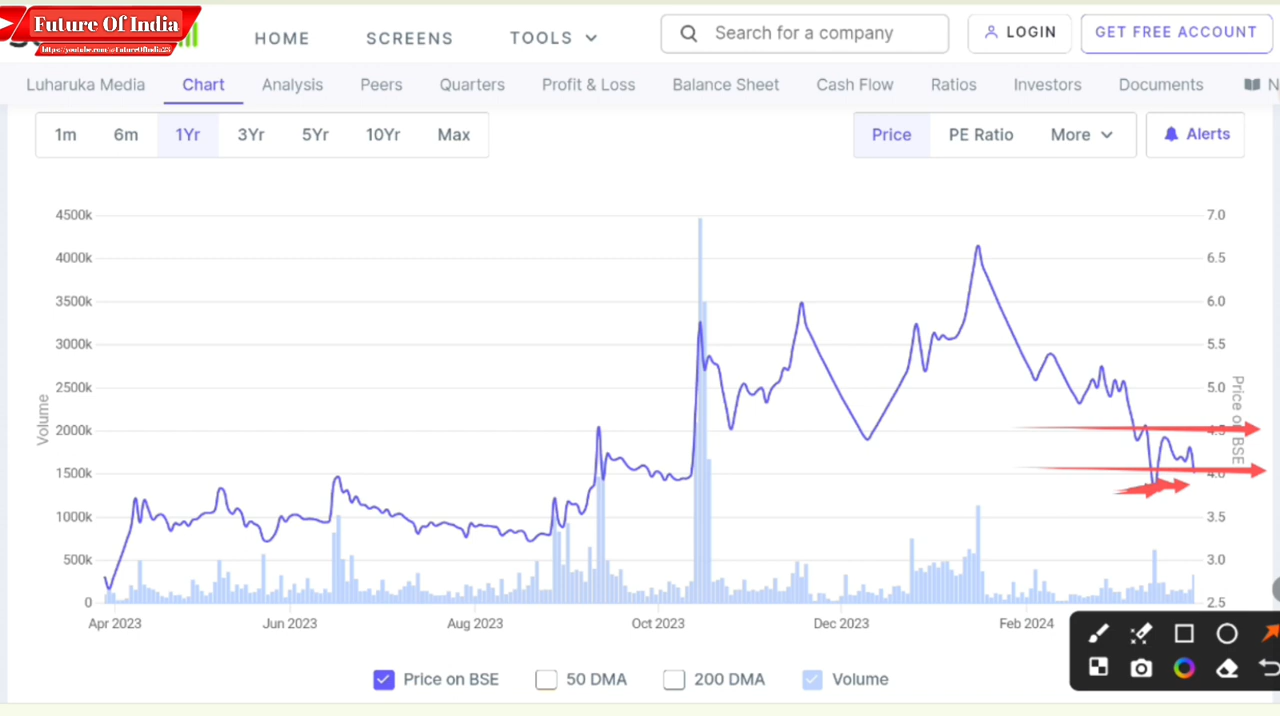 Future Of India
https://youtube.com/@FutureOfIndia23
HOME SCREENS TOOLS
Search for a company
LOGIN
GET FREE ACCOUNT
Luharuka Media Chart Analysis Peers Quarters Profit & Loss Balance Sheet Cash Flow Ratios Investors Documents
1m 6m 1Yr 3Yr 5Yr 10Yr Max
Price PE Ratio More Alerts
4500k 7.0
4000k 6.5
3500k 6.0
3000k 5.5
2500k 5.0
2000k 4.5
1500k 4.0
1000k 3.5
500k 3.0
0 2.5
Volume
Price on BSE
Apr 2023 Jun 2023 Aug 2023 Oct 2023 Dec 2023 Feb 2024
Price on BSE 50 DMA 200 DMA Volume